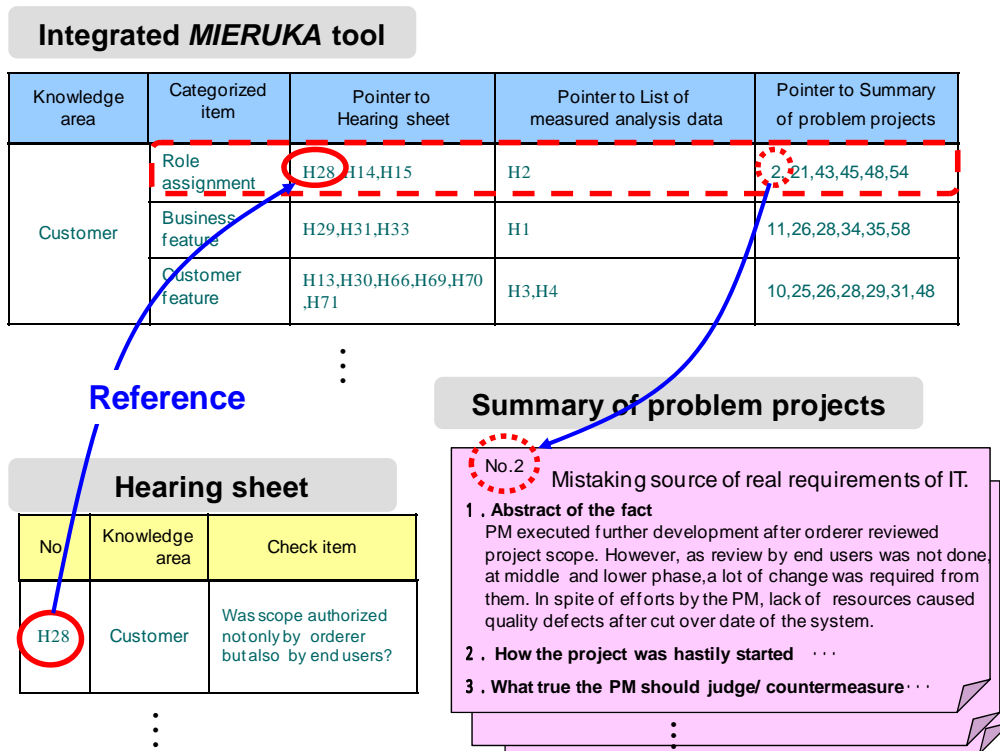 Integrated MIERUKA tool
Knowledge area
Categorized item
Pointer to Hearing sheet
Pointer to List of measured analysis data
Pointer to Summary of problem projects
Customer
Role assignment
H28,H14,H15
H2
2, 21,43,45,48,54
Business feature
H29,H31,H33
H1
11,26,28,34,35,58
Customer feature
H13,H30,H66,H69,H70
,H71
H3,H4
10,25,26,28,29,31,48
⋮
Reference
Hearing sheet
No
Knowledge area
Check item
H28
Customer
Was scope authorized
not only by orderer
but also by end users?
⋮
Summary of problem projects
No.2
Mistaking source of real requirements of IT.
1．Abstract of the fact
PM executed further development after orderer reviewed
project scope. However, as review by end users was not done,
at middle and lower phase,a lot of change was required from
them. In spite of efforts by the PM, lack of resources caused
quality defects after cut over date of the system.
2．How the project was hastily started ･･･
3．What true the PM should judge/ countermeasure･･･
⋮